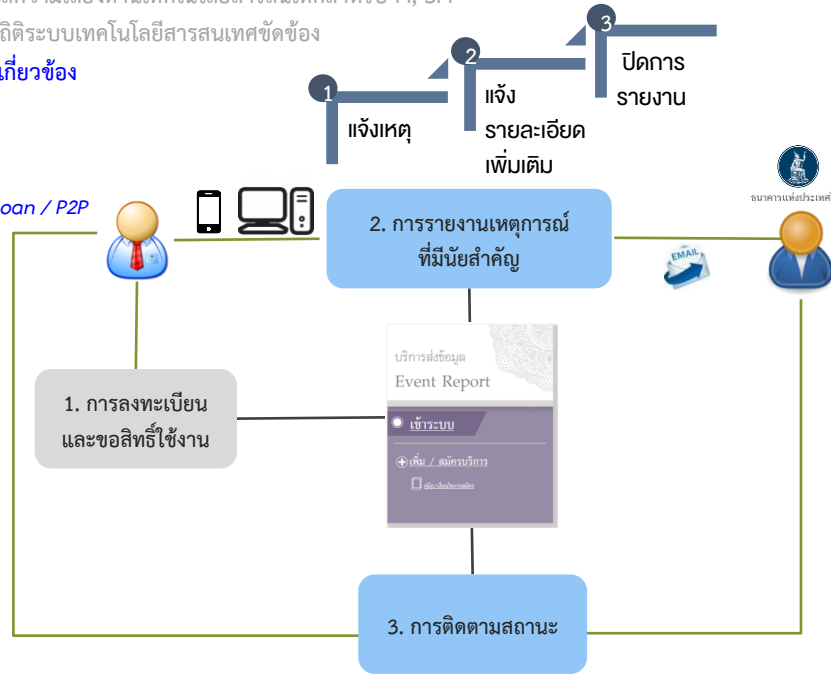 ถิติระบบเทคโนโลยีสารสนเทศขัดข้อง
เกี่ยวข้อง
1
แจ้งเหตุ
2
แจ้ง
รายละเอียด
เพิ่มเติม
3
ปิดการ
รายงาน
oan / P2P
2. การรายงานเหตุการณ์
ที่มีนัยสำคัญ
EMAIL
ธนาคารแห่งประเทศ
1. การลงทะเบียน
และขอสิทธิ์ใช้งาน
บริการส่งข้อมูล
Event Report
เข้าระบบ
เพิ่ม / สมัครบริการ
3. การติดตามสถานะ